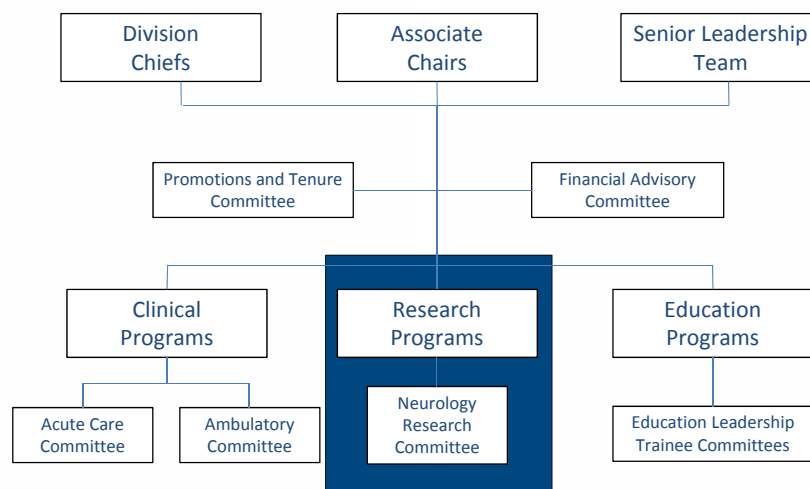 Division
Chiefs
Associate
Chairs
Senior Leadership
Team
Promotions and Tenure
Committee
Financial Advisory
Committee
Clinical
Programs
Research
Programs
Education
Programs
Acute Care
Committee
Ambulatory
Committee
Neurology
Research
Committee
Education Leadership
Trainee Committees